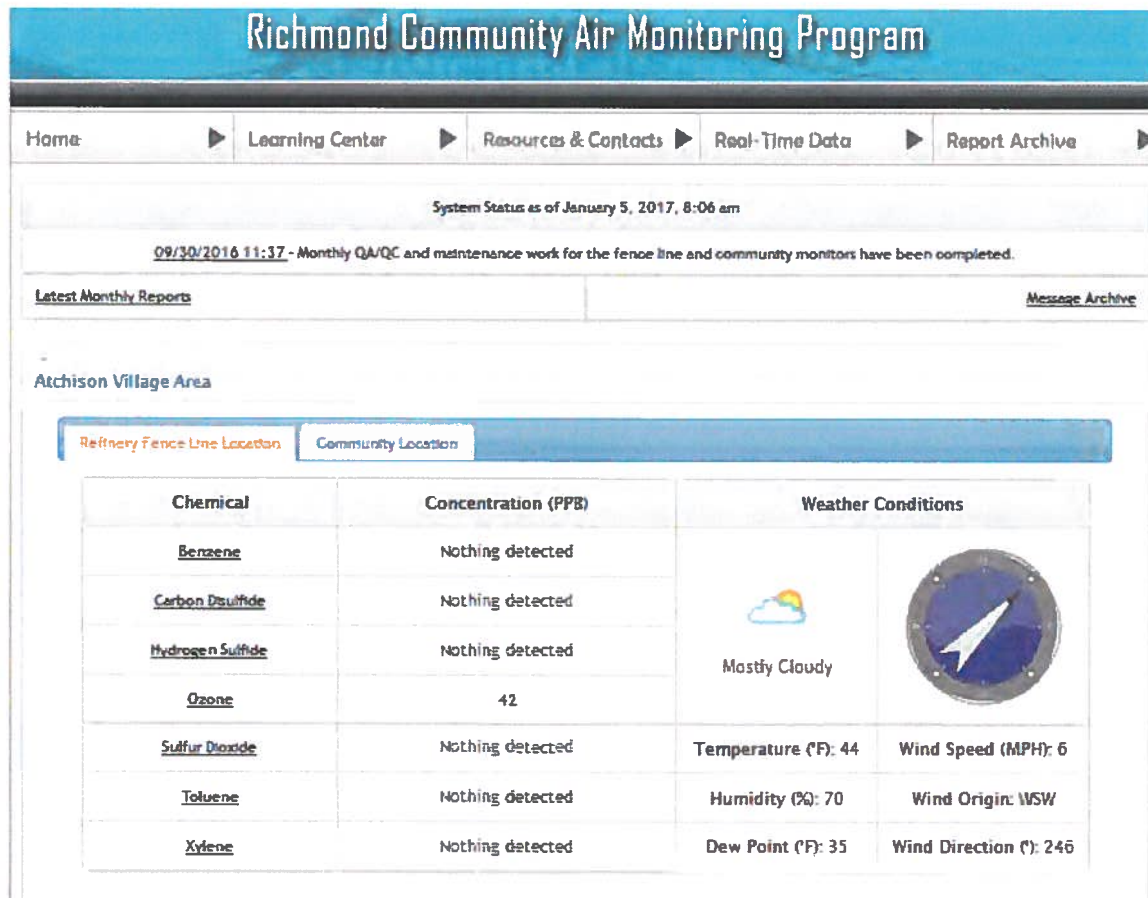 Richmond Community Air Monitoring Program
Home Learning Center Resources & Contacts Real-Time Data Report Archive
System Status as of January 5, 2017, 8:06 am
09/30/2016 11:37 - Monthly QA/QC and maintenance work for the fence line and community monitors have been completed.
Latest Monthly Reports Message Archive
Atchison Village Area
Refinery Fence Line Location Community Location
Chemical Concentration (PPB) Weather Conditions
Benzene Nothing detected
Carbon Disulfide Nothing detected
Hydrogen Sulfide Nothing detected
Mostly Cloudy
Ozone 42
Sulfur Dioxide Nothing detected Temperature (°F): 44 Wind Speed (MPH): 6
Toluene Nothing detected Humidity (%): 70 Wind Origin: WSW
Xylene Nothing detected Dew Point (°F): 35 Wind Direction (°): 246